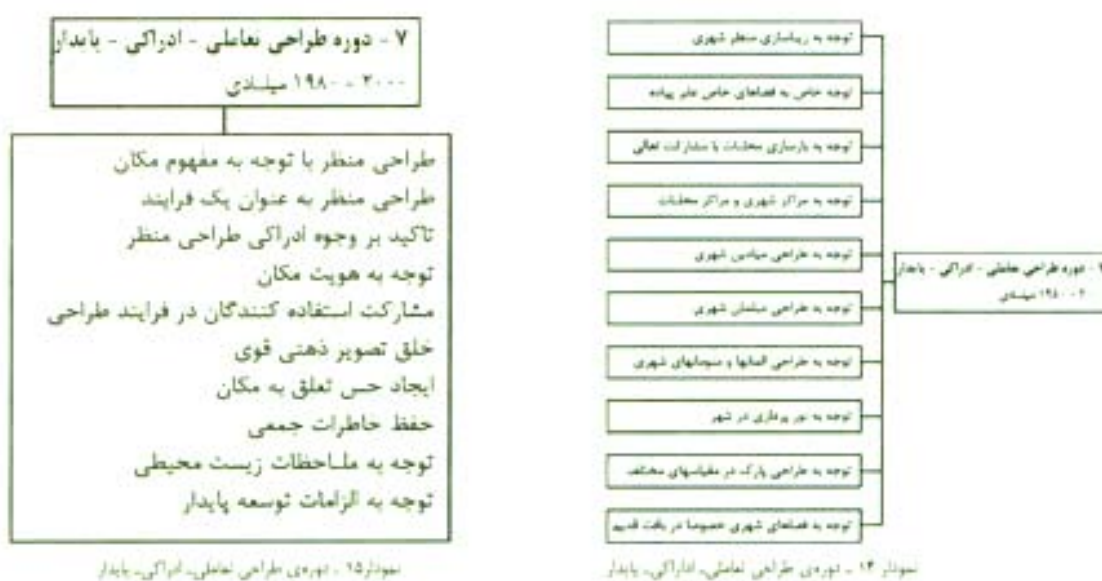 ۷ - دوره طراحی تعاملی - ادراکی - پایدار
۲۰۰۰ - ۱۹۸۰ میلادی
طراحی منظر با توجه به مفهوم مکان
طراحی منظر به عنوان یک فرایند
تاکید بر وجوه ادراکی طراحی منظر
توجه به هویت مکان
مشارکت استفاده کنندگان در فرایند طراحی
خلق تصویر ذهنی قوی
ایجاد حس تعلق به مکان
حفظ خاطرات جمعی
توجه به ملاحظات زیست محیطی
توجه به الزامات توسعه پایدار
نمودار۱۵ - دوره‌ی طراحی تعاملی- ادراکی- پایدار
توجه به زیباسازی منظر شهری
توجه خاص به فضاهای خاص عابر پیاده
توجه به بازسازی محلات با مشارکت اهالی
توجه به مراکز شهری و مراکز محلات
توجه به طراحی میادین شهری
توجه به طراحی مبلمان شهری
توجه به طراحی المانها و شهری
توجه به نور پردازی در شهر
توجه به طراحی پارک در مقیاسهای مختلف
توجه به فضاهای شهری خصوصا در بافت قدیم
- دوره طراحی تعاملی - ادراکی - پایدار
۱۹۸۰ میلادی
نمودار ۱۴ - دوره‌ی طراحی تعاملی- اداراکی- پایدار